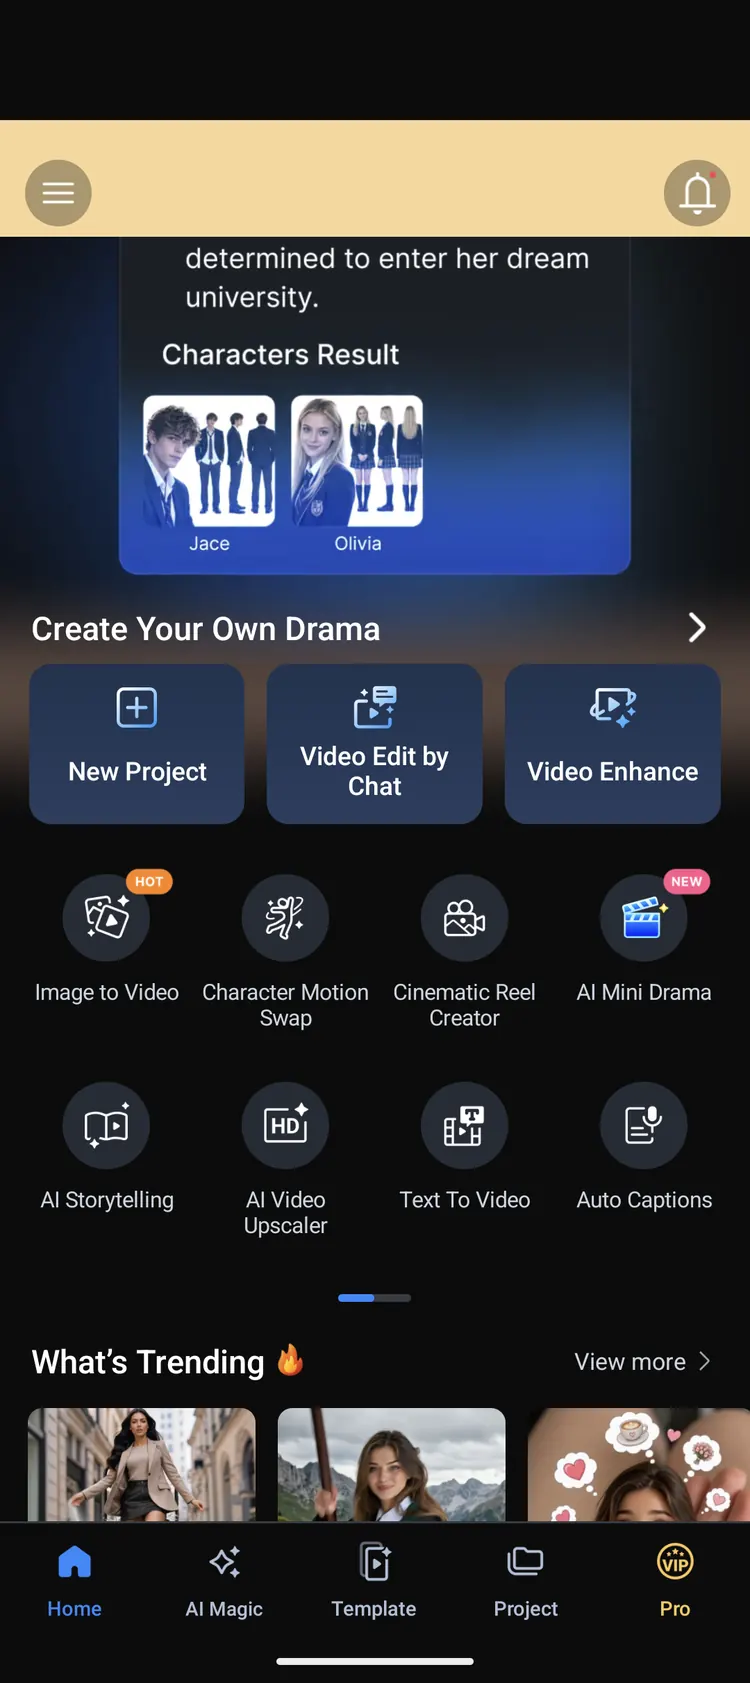 determined to enter her dream
university.
Characters Result
Jace
Olivia
Create Your Own Drama
New Project
Video Edit by
Chat
Video Enhance
HOT
NEW
Image to Video
Character Motion
Swap
Cinematic Reel
Creator
AI Mini Drama
HD
T
AI Storytelling
AI Video
Upscaler
Text To Video
Auto Captions
What's Trending 🔥
View more
VIP
Home
AI Magic
Template
Project
Pro